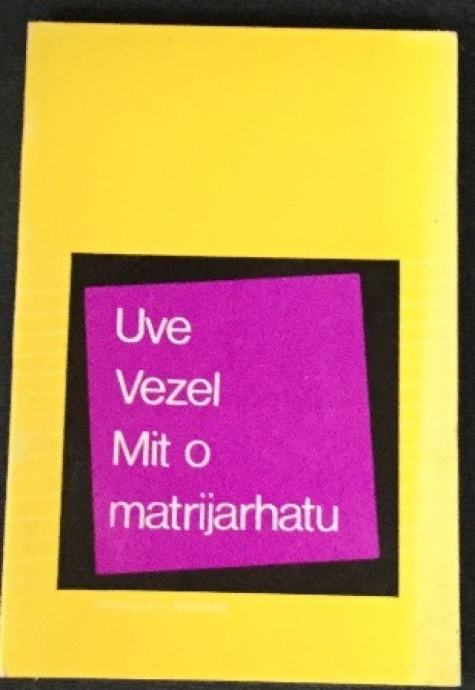 Uve
Vezel
Mit o
matrijarhatu